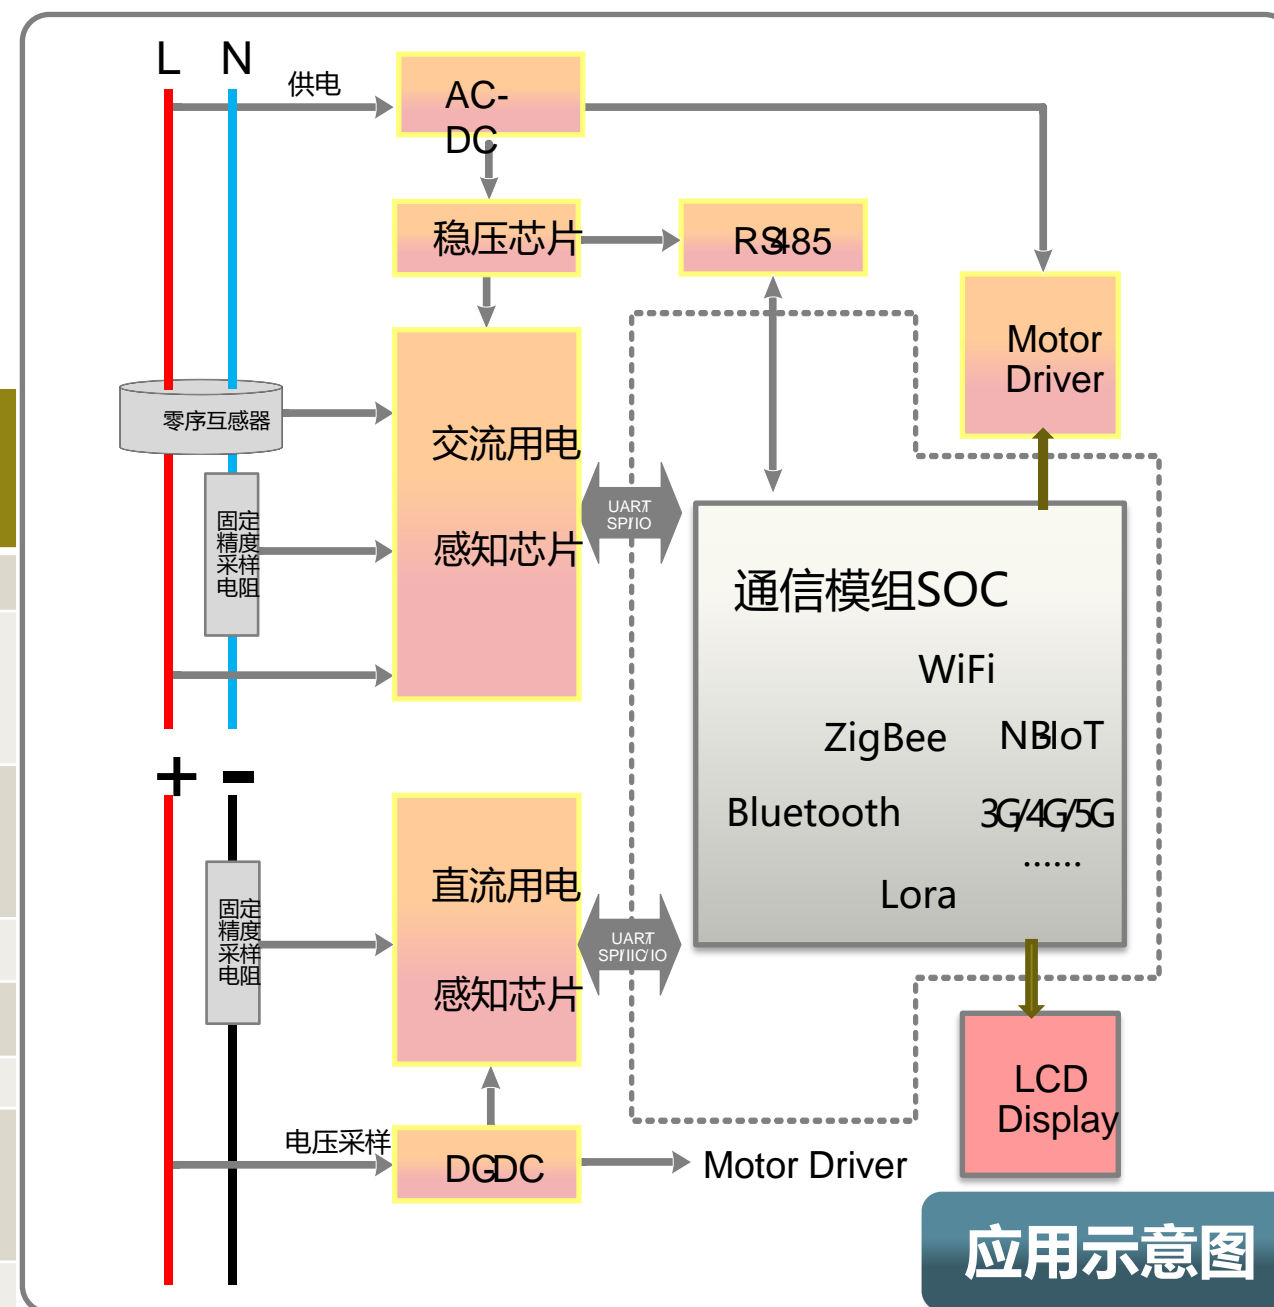 L N
供电
AC-
DC
稳压芯片
RS485
Motor
Driver
零序互感器
交流用电
感知芯片
UART/
SPI/IO
固定
精度
采样
电阻
通信模组SOC
WiFi
ZigBee
NB-IoT
Bluetooth
3G/4G/5G
......
Lora
+ -
直流用电
感知芯片
UART/
SPI/IIC/IO
固定
精度
采样
电阻
电压采样
DC-DC
Motor Driver
LCD
Display
应用示意图